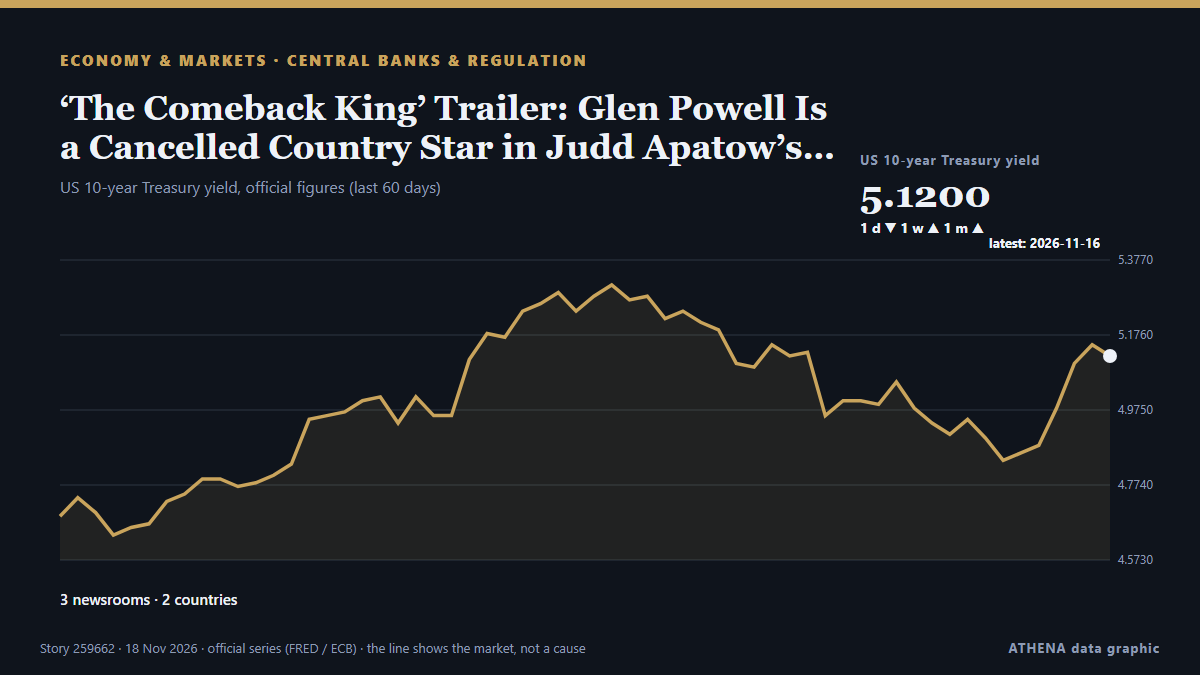 ECONOMY & MARKETS · CENTRAL BANKS & REGULATION
‘The Comeback King’ Trailer: Glen Powell Is
a Cancelled Country Star in Judd Apatow’s...
US 10-year Treasury yield, official figures (last 60 days)
US 10-year Treasury yield
5.1200
1 d ▼ 1 w ▲ 1 m ▲
latest: 2026-11-16
5.3770
5.1760
4.9750
4.7740
4.5730
3 newsrooms · 2 countries
Story 259662 · 18 Nov 2026 · official series (FRED / ECB) · the line shows the market, not a cause
ATHENA data graphic